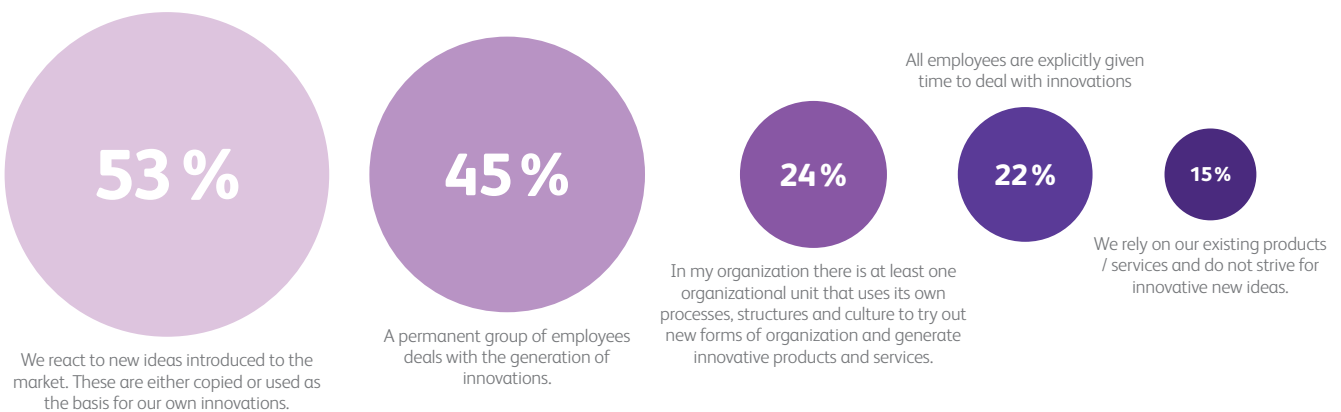 53 %
We react to new ideas introduced to the
market. These are either copied or used as
the basis for our own innovations.
45 %
A permanent group of employees
deals with the generation of
innovations.
24 %
In my organization there is at least one
organizational unit that uses its own
processes, structures and culture to try out
new forms of organization and generate
innovative products and services.
All employees are explicitly given
time to deal with innovations
22 %
15 %
We rely on our existing products
/ services and do not strive for
innovative new ideas.